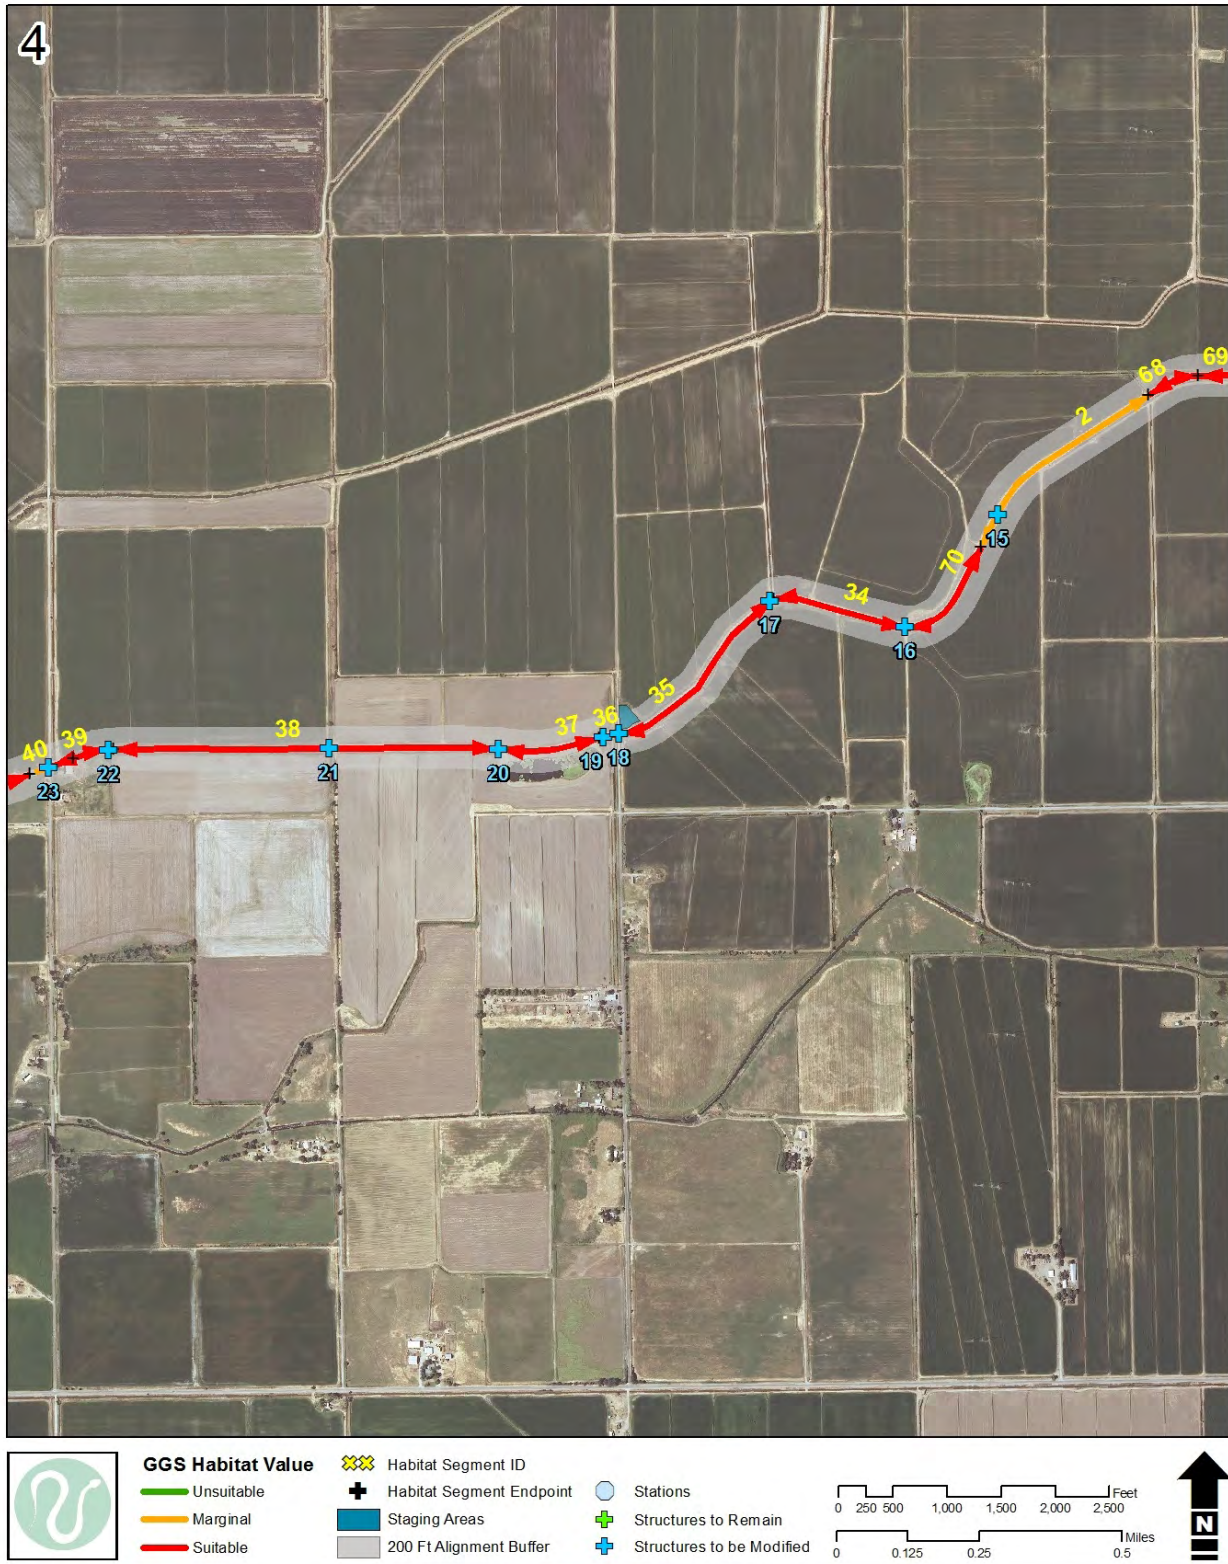 4
69
68
2
15
70
34
17
16
35
36
37
19
18
38
39
40
20
21
22
23
GGS Habitat Value
Unsuitable
Marginal
Suitable
XX Habitat Segment ID
Habitat Segment Endpoint
Staging Areas
200 Ft Alignment Buffer
Stations
Structures to Remain
Structures to be Modified
0 250 500 1,000 1,500 2,000 2,500 Feet
0 0.125 0.25 0.5 Miles
N